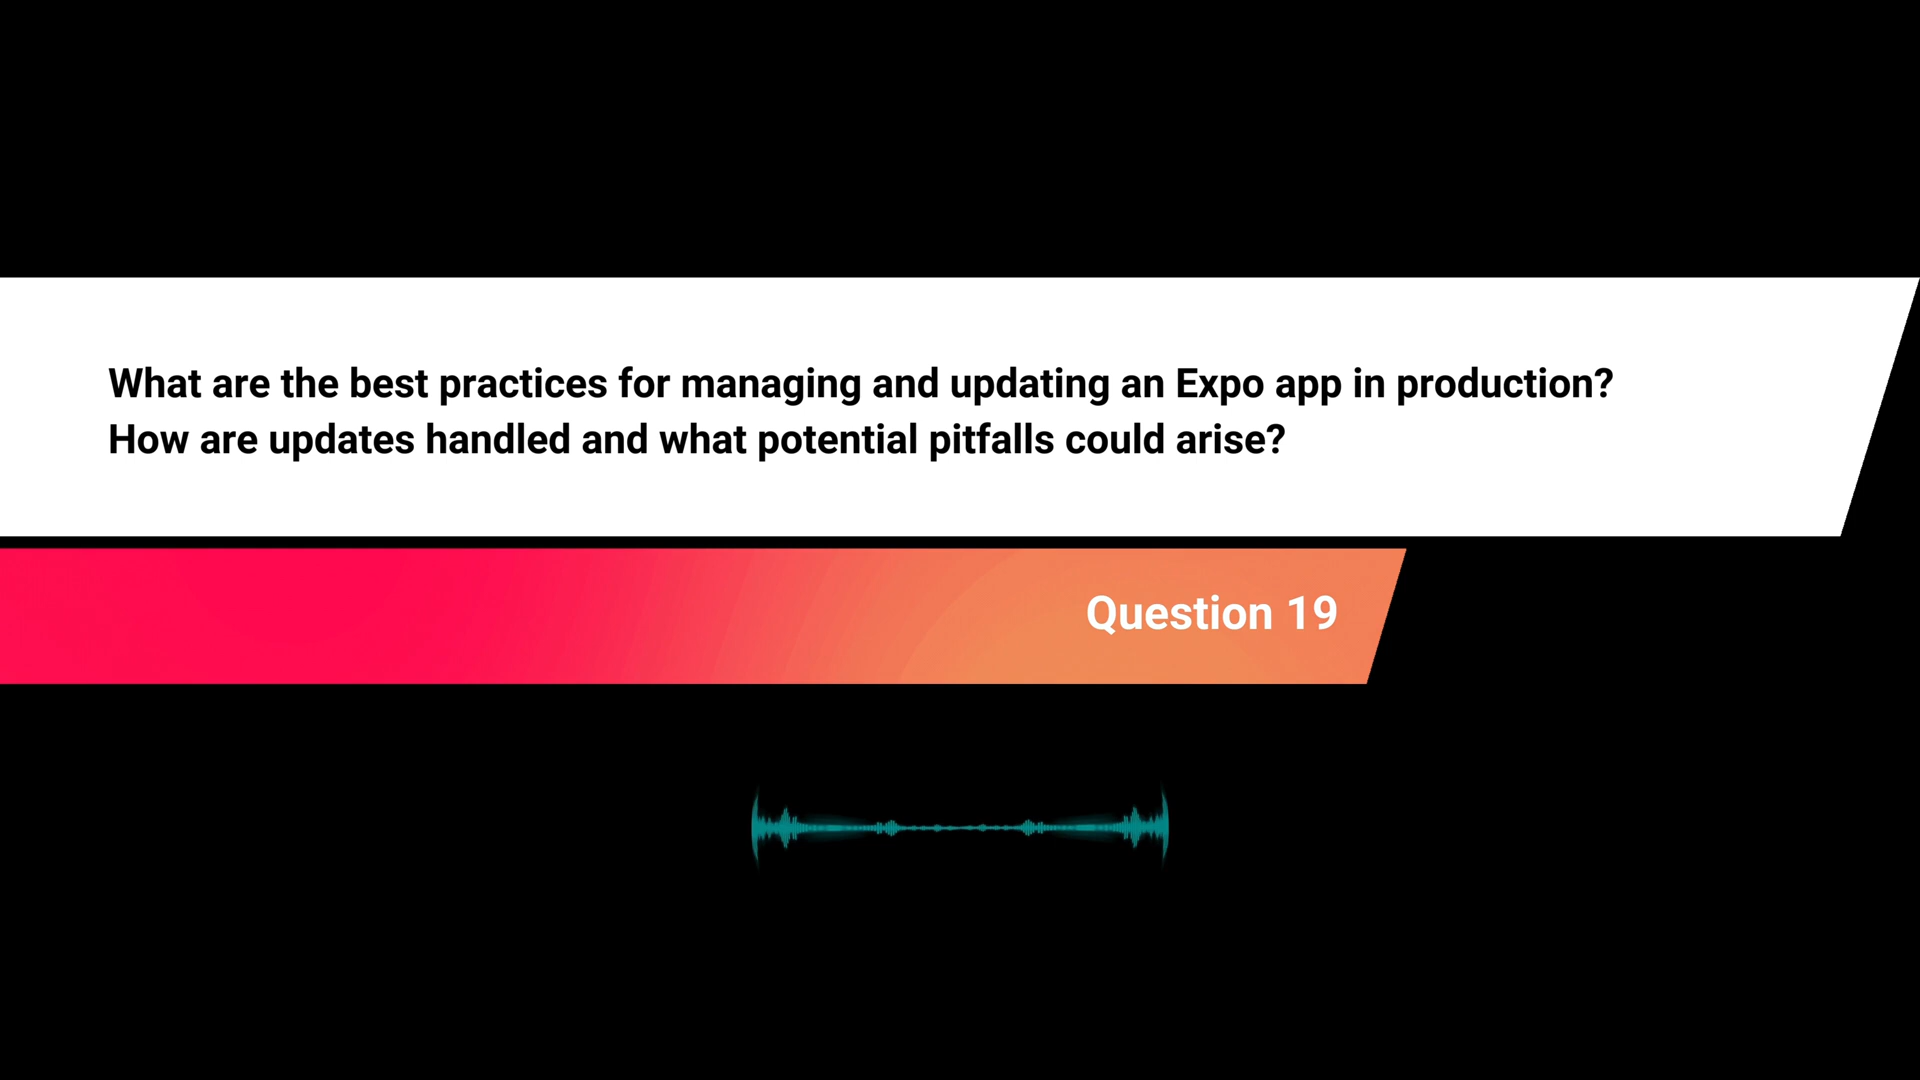 What are the best practices for managing and updating an Expo app in production?
How are updates handled and what potential pitfalls could arise?
Question 19